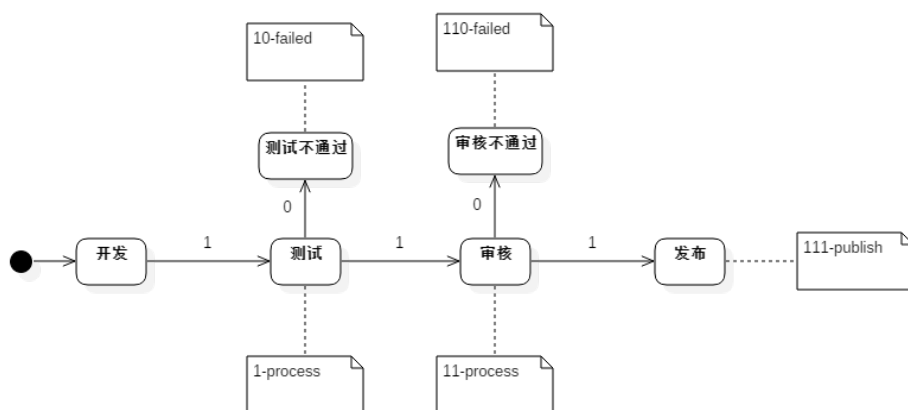 10-failed
110-failed
测试不通过
审核不通过
0
0
开发
1
测试
1
审核
1
发布
111-publish
1-process
11-process